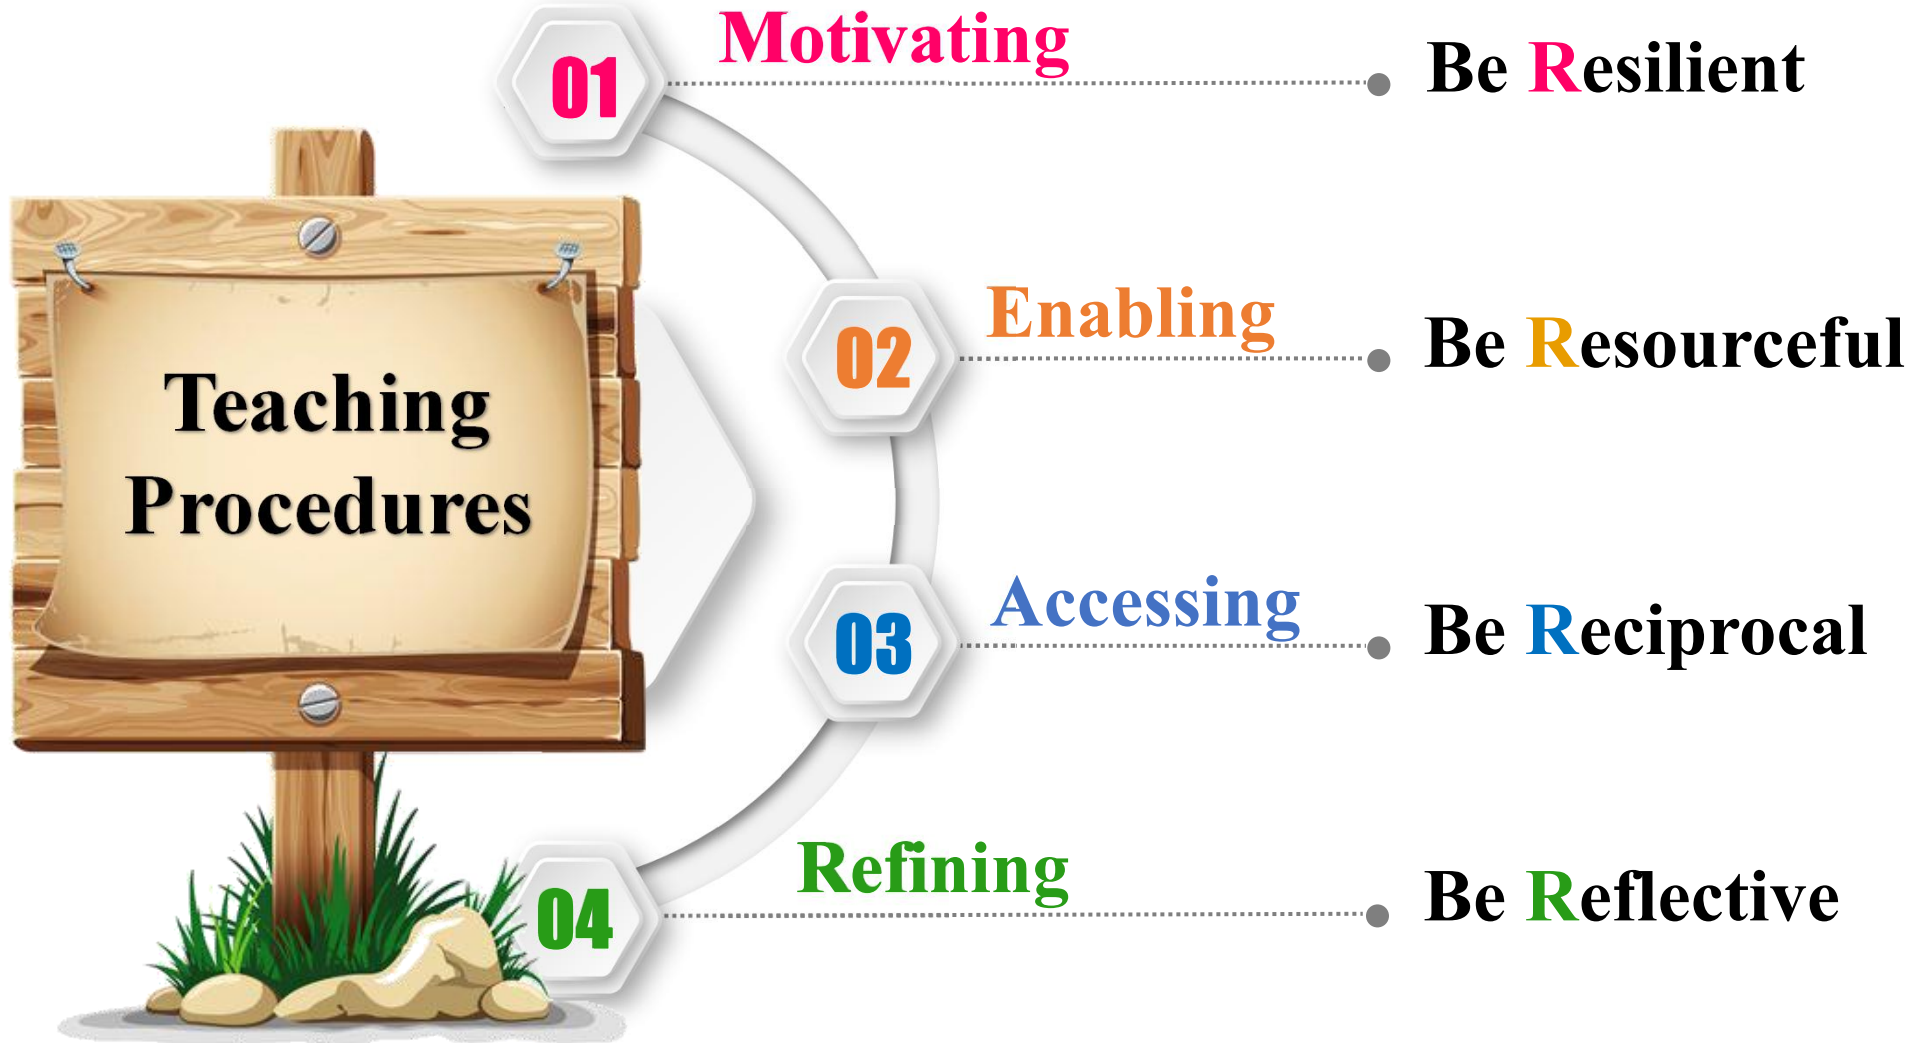 Teaching
Procedures
01
Motivating
Be Resilient
02
Enabling
Be Resourceful
03
Accessing
Be Reciprocal
04
Refining
Be Reflective